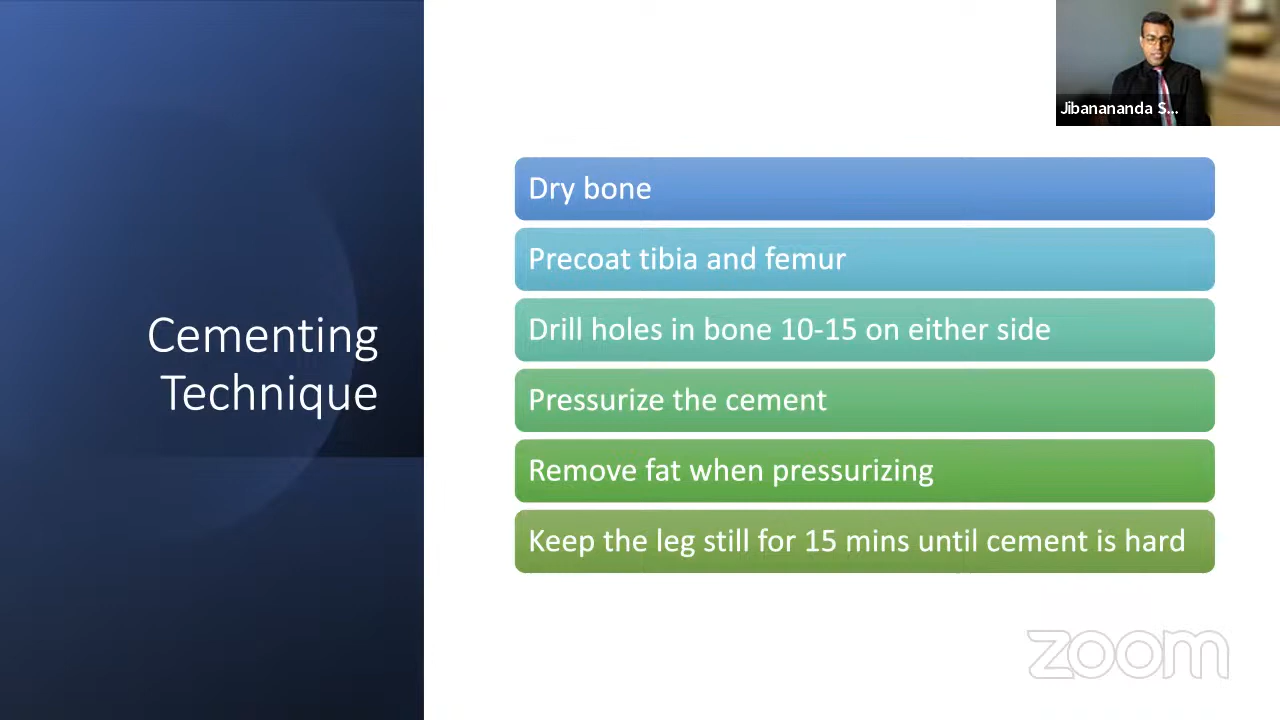 Jibanananda S...
Dry bone
Precoat tibia and femur
Drill holes in bone 10-15 on either side
Cementing
Technique
Pressurize the cement
Remove fat when pressurizing
Keep the leg still for 15 mins until cement is hard
zoom